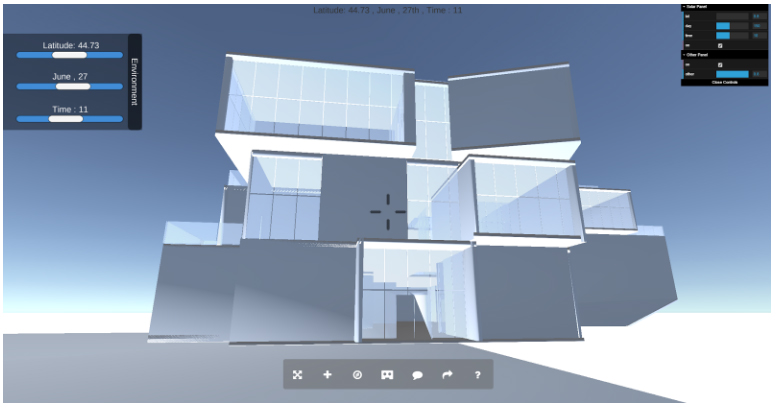 Latitude: 44.73 , June , 27th , Time : 11
Latitude: 44.73
June , 27
Time : 11
Environment
Solar Panel
lat
day
time
on
Other Panel
on
Close Controls
?